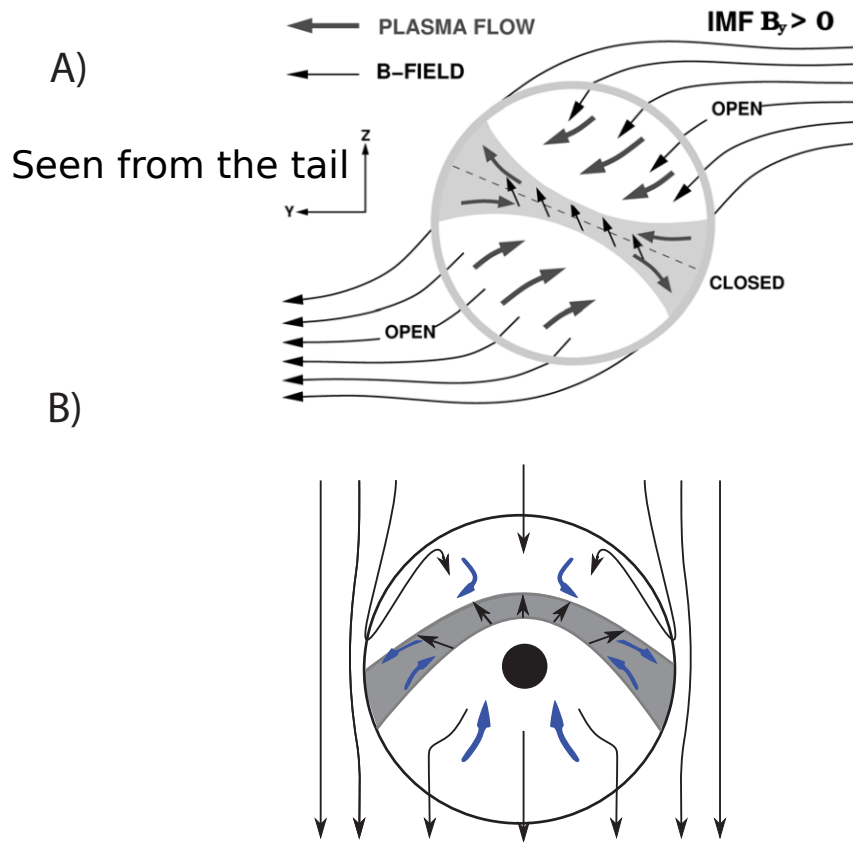 PLASMA FLOW
IMF By > 0
A)
B–FIELD
OPEN
Z
Seen from the tail
Y
CLOSED
OPEN
B)